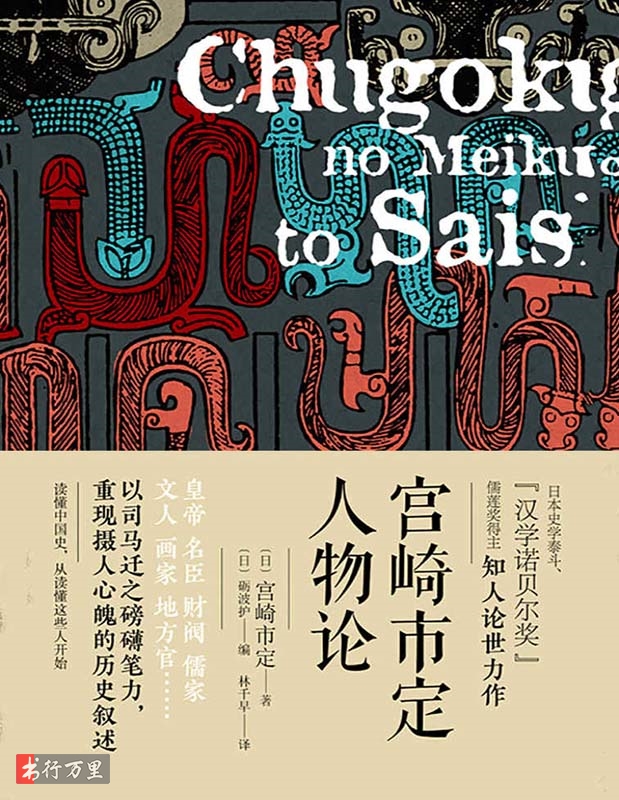 Chugoku
no Meiku
to Sais
日本史学泰斗、
『汉学诺贝尔奖』
儒莲奖得主 知人论世力作
宫崎市定
人物论
〔日〕宫崎市定——著
〔日〕砺波护——编 林千早——译
皇帝 名臣 财阀 儒家
文人 画家 地方官……
以司马迁之磅礴笔力，
重现摄人心魄的历史叙述
读懂中国史，从读懂这些人开始
书行万里